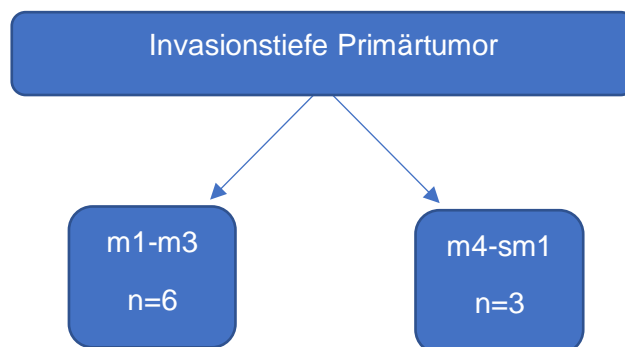 Invasionstiefe Primärtumor
m1-m3
n=6
m4-sm1
n=3